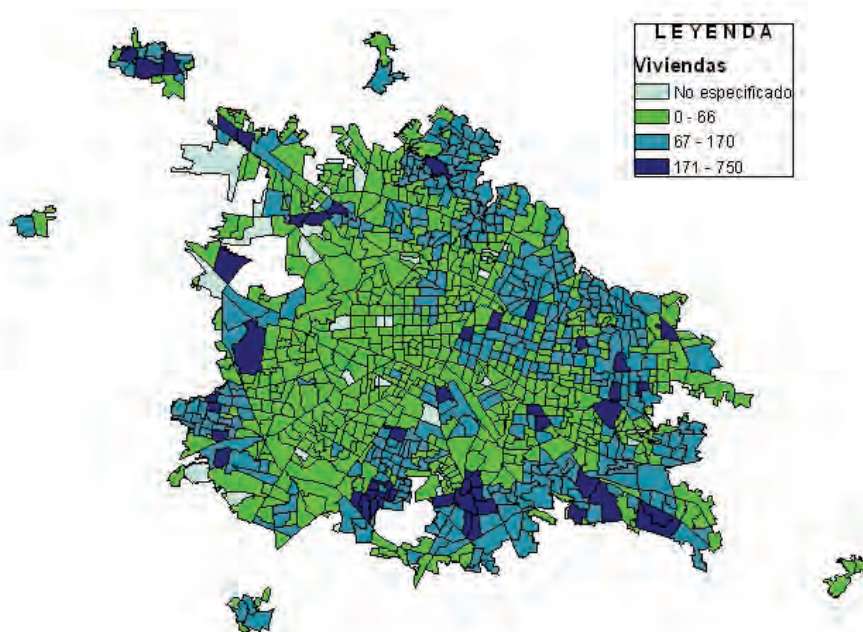 LEYENDA
Viviendas
No especificado
0 - 66
67 - 170
171 - 750